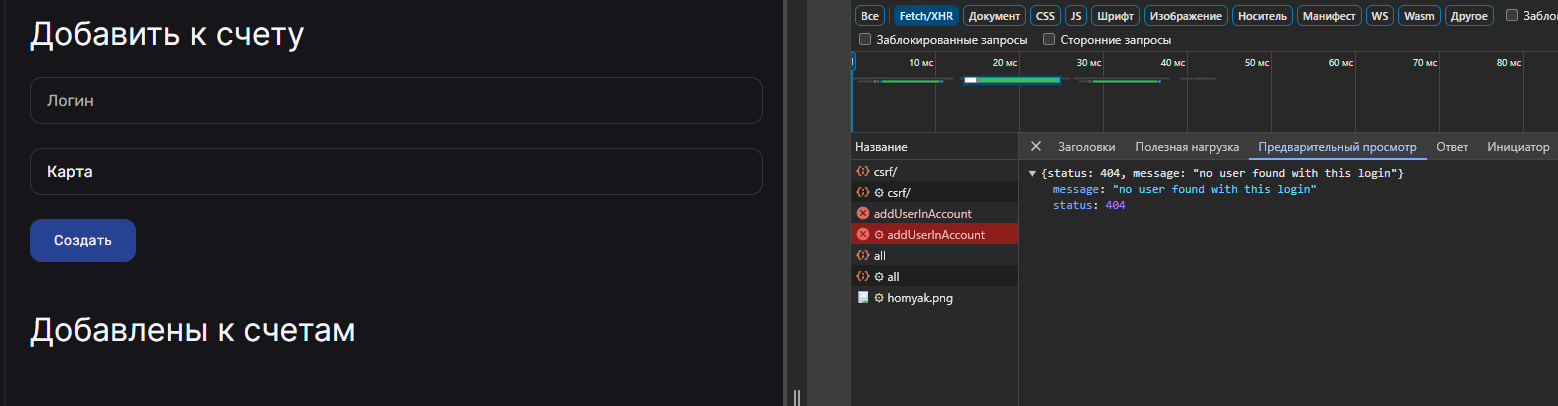 Добавить к счету
Логин
Карта
Создать
Добавлены к счетам
Все Fetch/XHR Документ CSS JS Шрифт Изображение Носитель Манифест WS Wasm Другое Забло
Заблокированные запросы Сторонние запросы
10 мс 20 мс 30 мс 40 мс 50 мс 60 мс 70 мс 80 мс
Название
csrf/
csrf/
addUserInAccount
addUserInAccount
all
all
homyak.png
Заголовки Полезная нагрузка Предварительный просмотр Ответ Инициатор
{status: 404, message: "no user found with this login"}
message: "no user found with this login"
status: 404